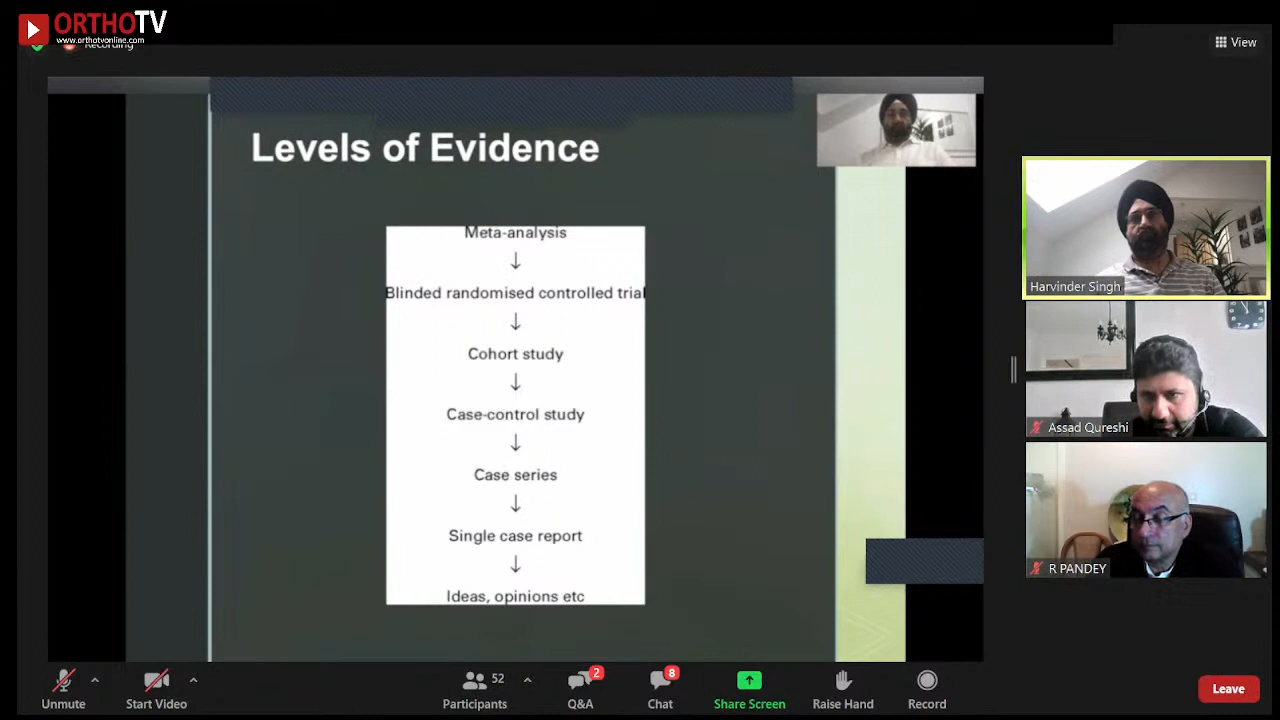 ORTHOTV
www.orthotvonline.com
Recording
View
Levels of Evidence
Meta-analysis
↓
Blinded randomised controlled trial
↓
Cohort study
↓
Case-control study
↓
Case series
↓
Single case report
↓
Ideas, opinions etc
Harvinder Singh
Assad Qureshi
R PANDEY
Unmute
Start Video
52
Participants
2
Q&A
8
Chat
Share Screen
Raise Hand
Record
Leave